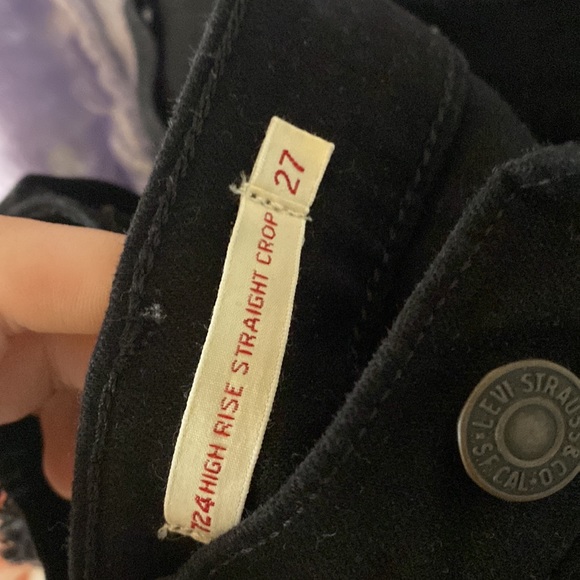 724 HIGH RISE STRAIGHT CROP
27
LEVI STRAUSS & CO
S.F. CAL